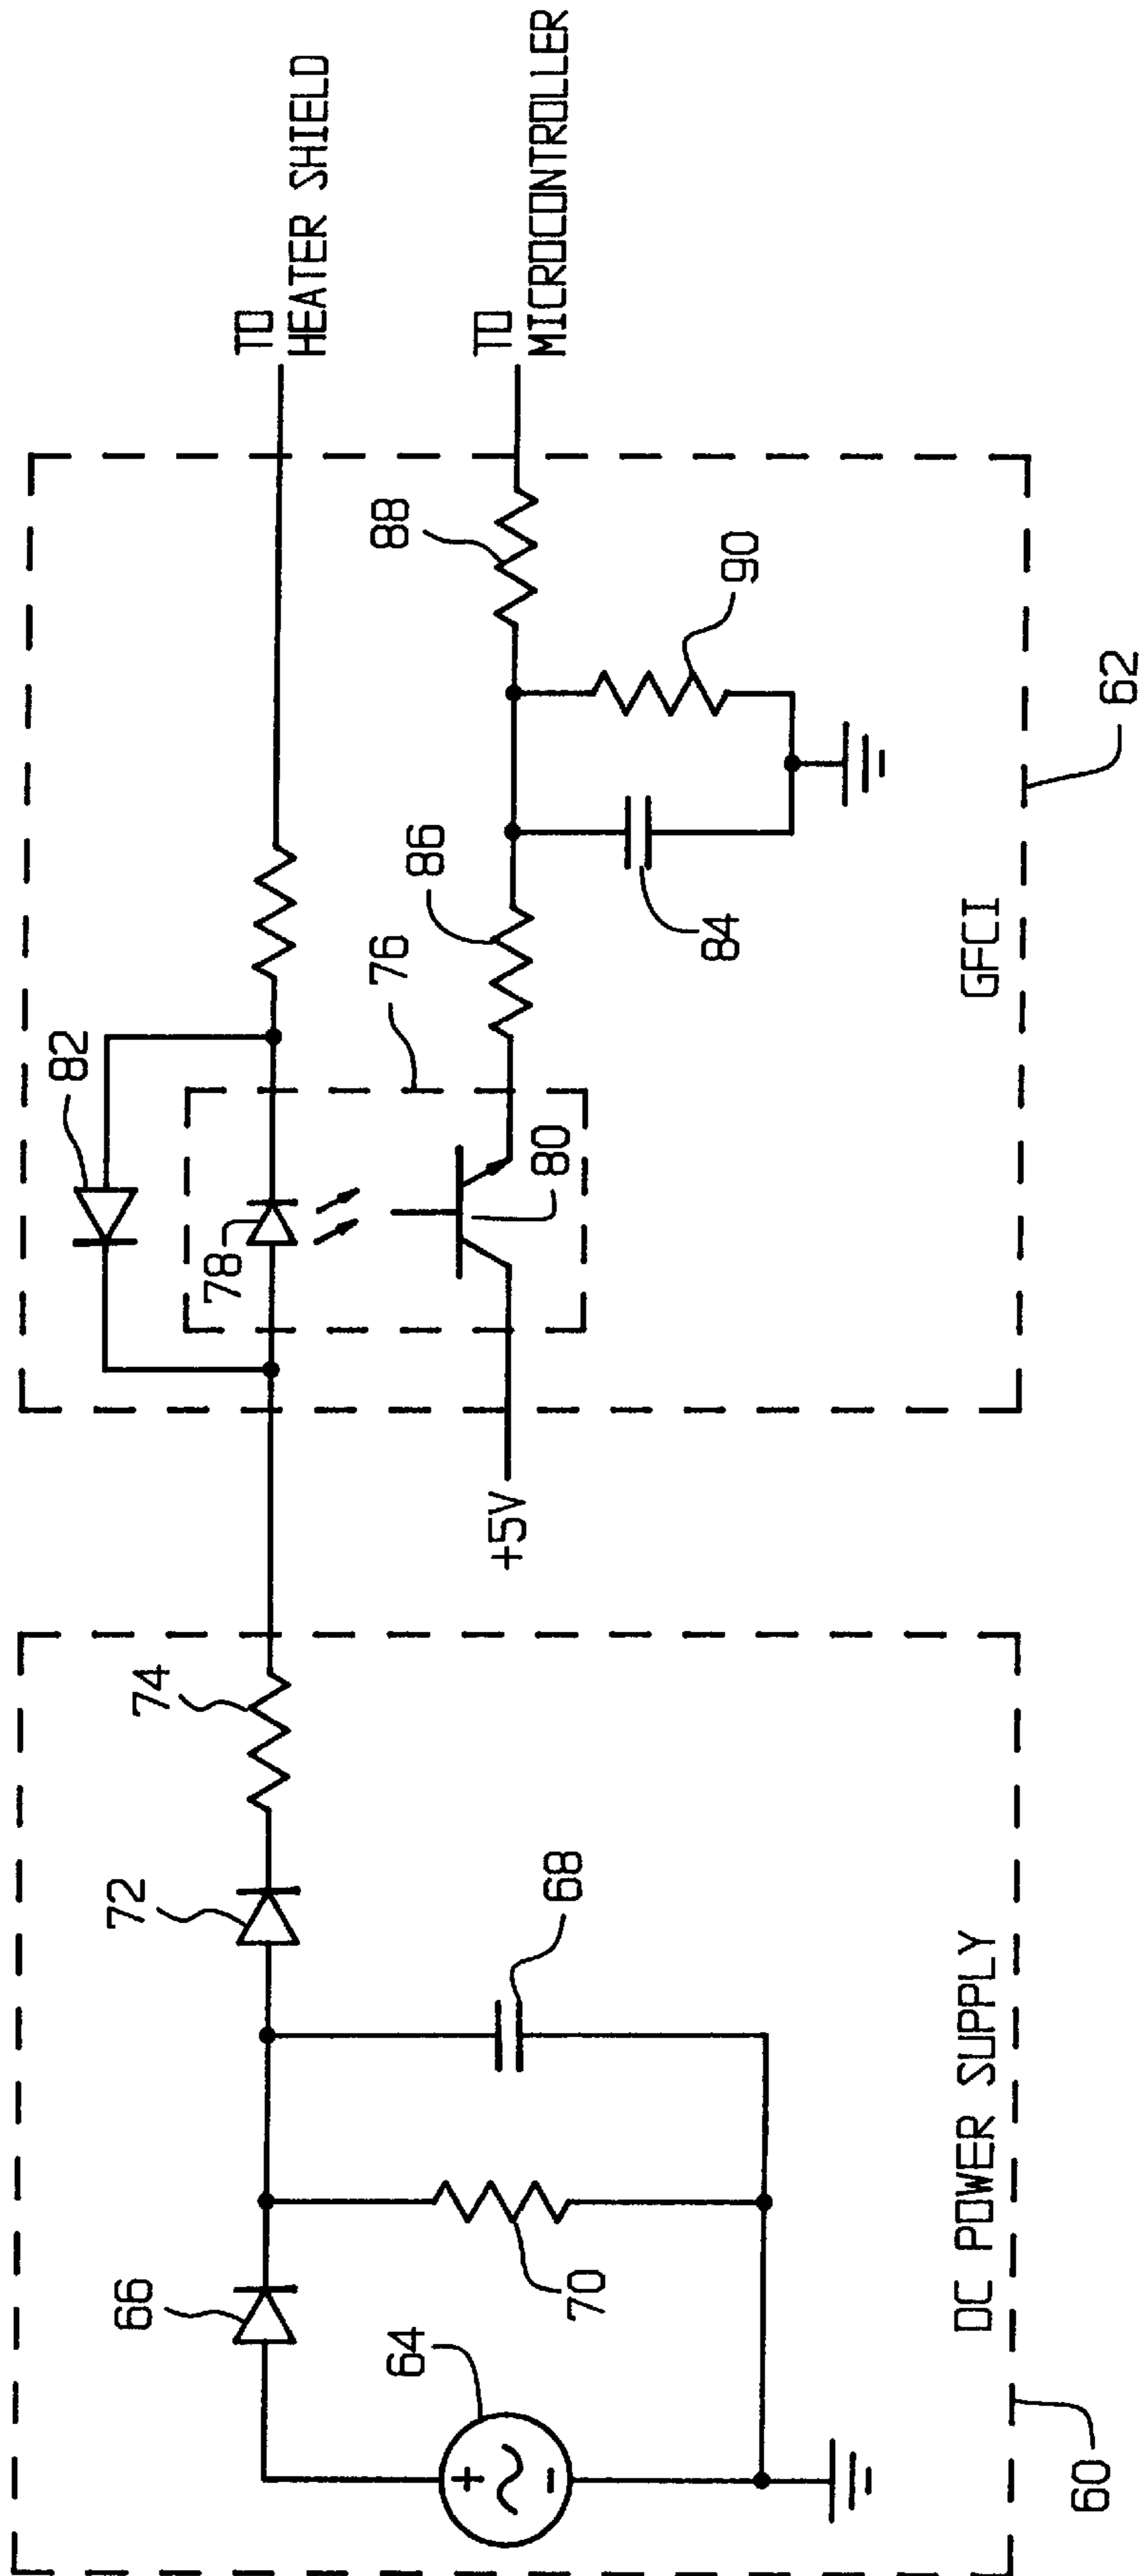 TO
HEATER SHIELD
TO
MICROCONTROLLER
82
76
78
80
86
88
84
90
+5V
GFCI
62
74
72
66
64
68
70
+
-
DC POWER SUPPLY
60